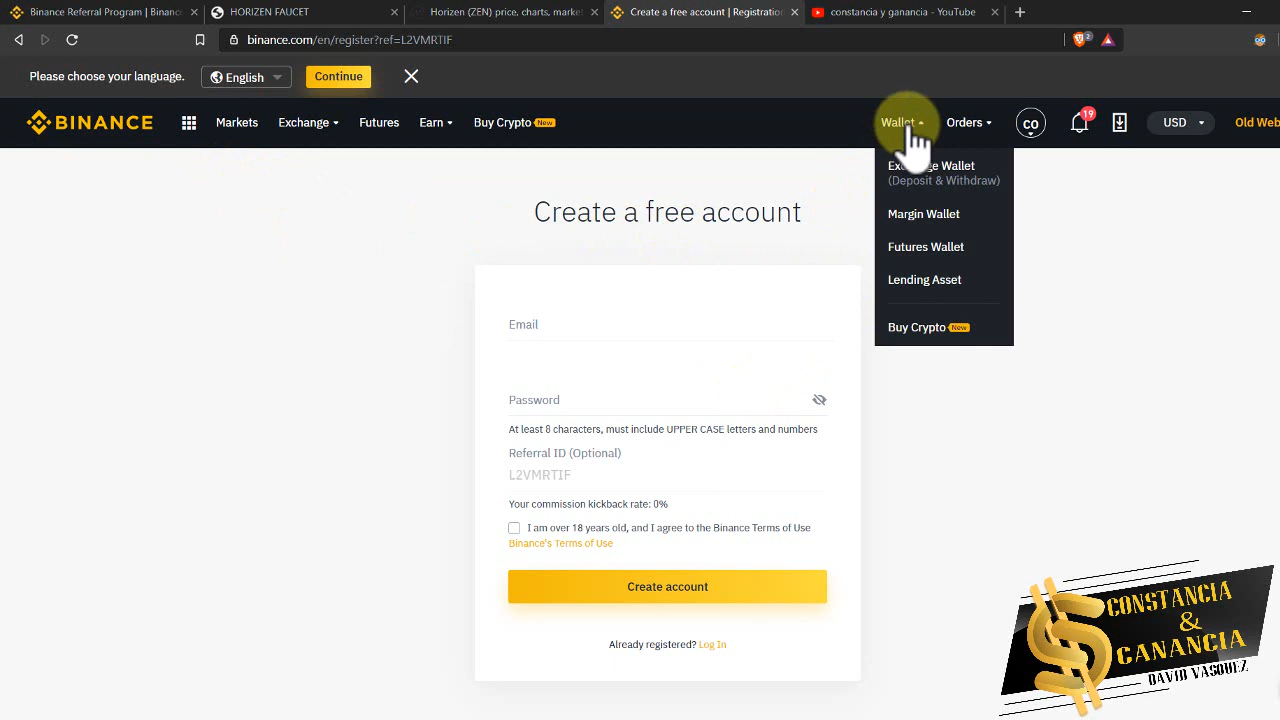 Binance Referral Program | Binanc
HORIZEN FAUCET
Horizen (ZEN) price, charts, market
Create a free account | Registration
constancia y ganancia - YouTube
binance.com/en/register?ref=L2VMRTIF
2
Please choose your language.
English
Continue
BINANCE
Markets
Exchange
Futures
Earn
Buy Crypto New
Wallet
Orders
CO
19
USD
Old Web
Exchange Wallet
(Deposit & Withdraw)
Margin Wallet
Futures Wallet
Lending Asset
Buy Crypto New
Create a free account
Email
Password
At least 8 characters, must include UPPER CASE letters and numbers
Referral ID (Optional)
L2VMRTIF
Your commission kickback rate: 0%
I am over 18 years old, and I agree to the Binance Terms of Use
Binance's Terms of Use
Create account
Already registered? Log In
CONSTANCIA
&
GANANCIA
DAVID VASQUEZ